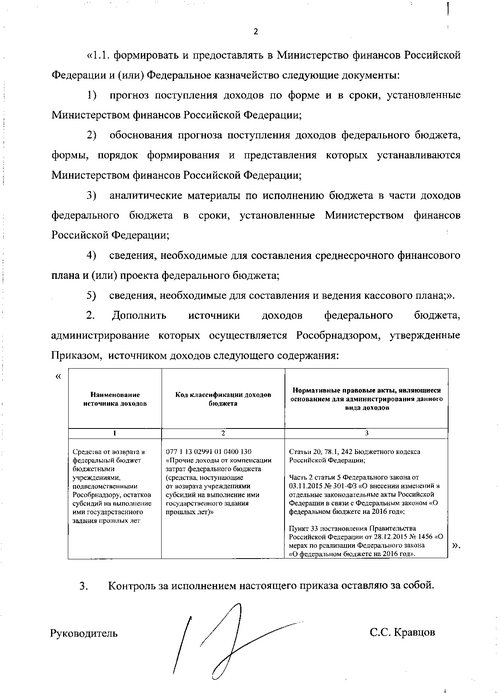 2
«1.1. формировать и предоставлять в Министерство финансов Российской
Федерации и (или) Федеральное казначейство следующие документы:
1) прогноз поступления доходов по форме и в сроки, установленные
Министерством финансов Российской Федерации;
2) обоснования прогноза поступления доходов федерального бюджета,
формы, порядок формирования и представления которых устанавливаются
Министерством финансов Российской Федерации;
3) аналитические материалы по исполнению бюджета в части доходов
федерального бюджета в сроки, установленные Министерством финансов
Российской Федерации;
4) сведения, необходимые для составления среднесрочного финансового
плана и (или) проекта федерального бюджета;
5) сведения, необходимые для составления и ведения кассового плана;».
2. Дополнить источники доходов федерального бюджета,
администрирование которых осуществляется Рособрнадзором, утвержденные
Приказом, источником доходов следующего содержания:
«
Наименование
источника доходов
Код классификации доходов
бюджета
Нормативные правовые акты, являющиеся
основанием для администрирования данного
вида доходов
1
2
3
Средства от возврата в
федеральный бюджет
бюджетными
учреждениями,
подведомственными
Рособрнадзору, остатков
субсидий на выполнение
ими государственного
задания прошлых лет
077 1 13 02991 01 0400 130
«Прочие доходы от компенсации
затрат федерального бюджета
(средства, поступающие
от возврата учреждениями
субсидий на выполнение ими
государственного задания
прошлых лет)»
Статьи 20, 78.1, 242 Бюджетного кодекса
Российской Федерации;
Часть 2 статьи 5 Федерального закона от
03.11.2015 № 301-ФЗ «О внесении изменений в
отдельные законодательные акты Российской
Федерации в связи с Федеральным законом «О
федеральном бюджете на 2016 год»;
Пункт 33 постановления Правительства
Российской Федерации от 28.12.2015 № 1456 «О
мерах по реализации Федерального закона
«О федеральном бюджете на 2016 год».
».
3. Контроль за исполнением настоящего приказа оставляю за собой.
Руководитель
С.С. Кравцов